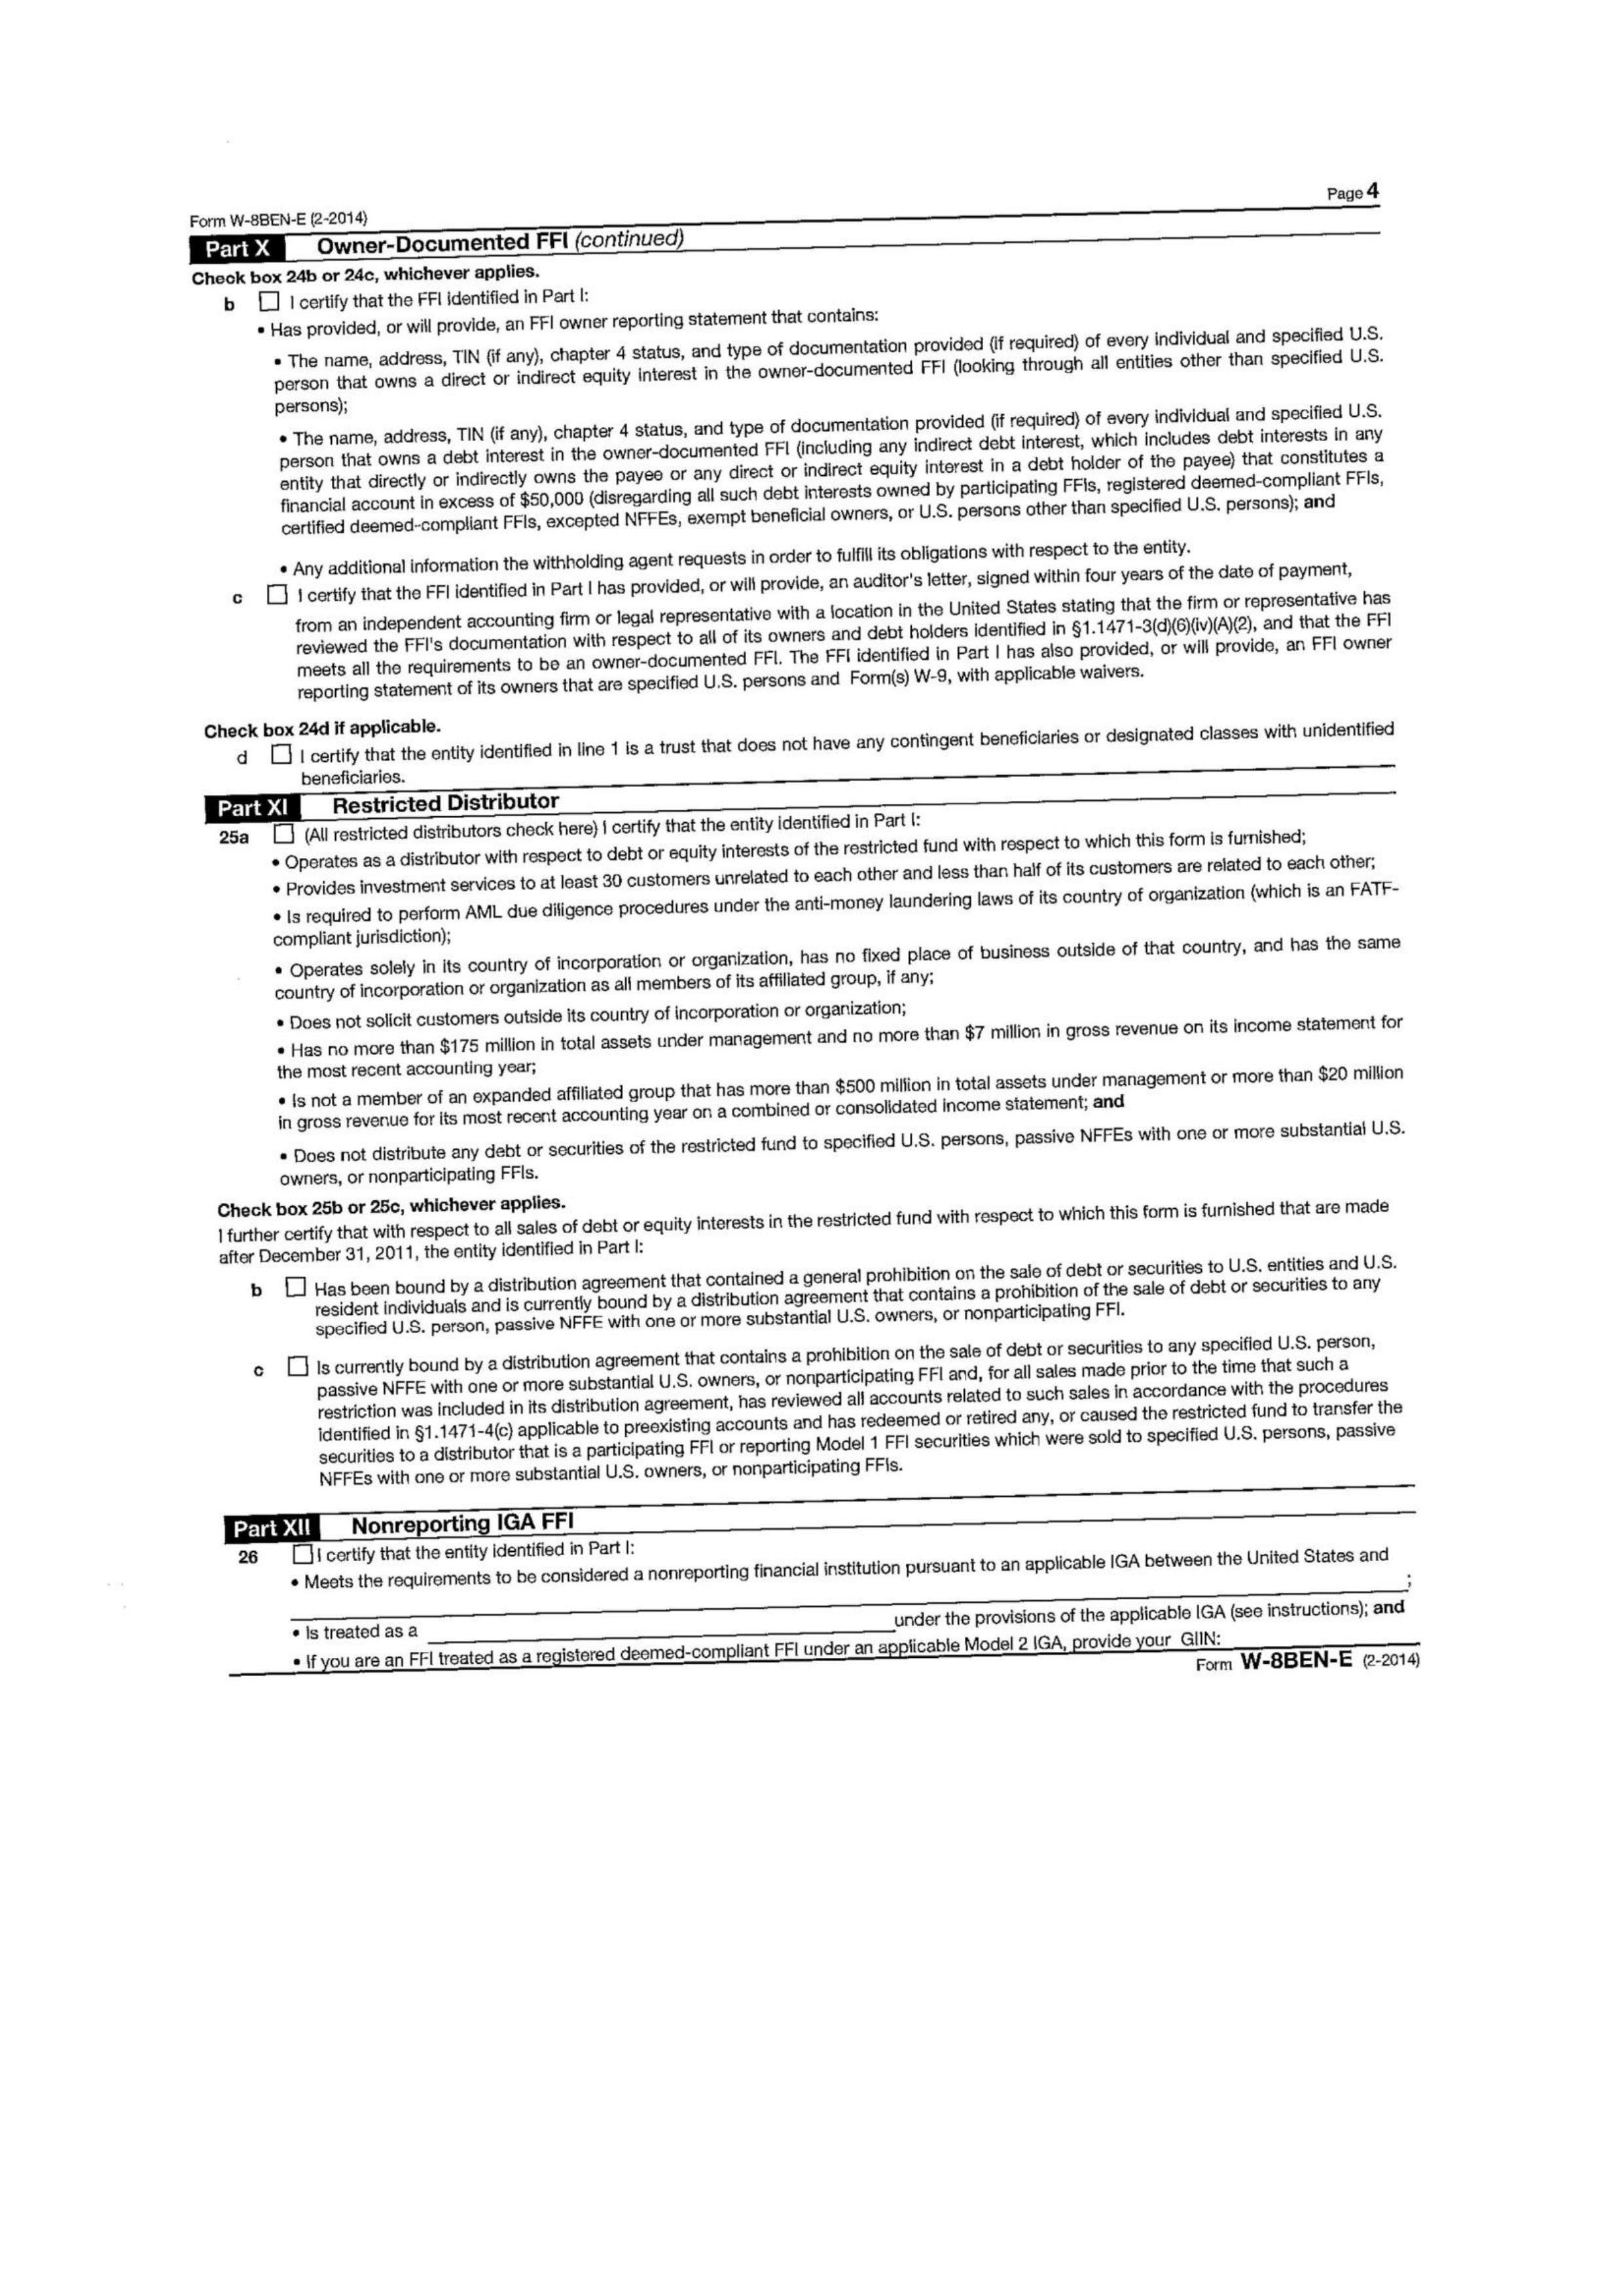 Form W-8BEN-E (2-2014)
Page 4
Part X Owner-Documented FFI (continued)
Check box 24b or 24c, whichever applies.
b ☐ I certify that the FFI identified in Part I:
• Has provided, or will provide, an FFI owner reporting statement that contains:
• The name, address, TIN (if any), chapter 4 status, and type of documentation provided (if required) of every individual and specified U.S.
person that owns a direct or indirect equity interest in the owner-documented FFI (looking through all entities other than specified U.S.
persons);
• The name, address, TIN (if any), chapter 4 status, and type of documentation provided (if required) of every individual and specified U.S.
person that owns a debt interest in the owner-documented FFI (including any indirect debt interest, which includes debt interests in any
entity that directly or indirectly owns the payee or any direct or indirect equity interest in a debt holder of the payee) that constitutes a
financial account in excess of $50,000 (disregarding all such debt interests owned by participating FFIs, registered deemed-compliant FFIs,
certified deemed-compliant FFIs, excepted NFFEs, exempt beneficial owners, or U.S. persons other than specified U.S. persons); and
• Any additional information the withholding agent requests in order to fulfill its obligations with respect to the entity.
c ☐ I certify that the FFI identified in Part I has provided, or will provide, an auditor's letter, signed within four years of the date of payment,
from an independent accounting firm or legal representative with a location in the United States stating that the firm or representative has
reviewed the FFI's documentation with respect to all of its owners and debt holders identified in §1.1471-3(d)(6)(iv)(A)(2), and that the FFI
meets all the requirements to be an owner-documented FFI. The FFI identified in Part I has also provided, or will provide, an FFI owner
reporting statement of its owners that are specified U.S. persons and Form(s) W-9, with applicable waivers.
Check box 24d if applicable.
d ☐ I certify that the entity identified in line 1 is a trust that does not have any contingent beneficiaries or designated classes with unidentified
beneficiaries.
Part XI Restricted Distributor
25a ☐ (All restricted distributors check here) I certify that the entity identified in Part I:
• Operates as a distributor with respect to debt or equity interests of the restricted fund with respect to which this form is furnished;
• Provides investment services to at least 30 customers unrelated to each other and less than half of its customers are related to each other;
• Is required to perform AML due diligence procedures under the anti-money laundering laws of its country of organization (which is an FATF-
compliant jurisdiction);
• Operates solely in its country of incorporation or organization, has no fixed place of business outside of that country, and has the same
country of incorporation or organization as all members of its affiliated group, if any;
• Does not solicit customers outside its country of incorporation or organization;
• Has no more than $175 million in total assets under management and no more than $7 million in gross revenue on its income statement for
the most recent accounting year;
• Is not a member of an expanded affiliated group that has more than $500 million in total assets under management or more than $20 million
in gross revenue for its most recent accounting year on a combined or consolidated income statement; and
• Does not distribute any debt or securities of the restricted fund to specified U.S. persons, passive NFFEs with one or more substantial U.S.
owners, or nonparticipating FFIs.
Check box 25b or 25c, whichever applies.
I further certify that with respect to all sales of debt or equity interests in the restricted fund with respect to which this form is furnished that are made
after December 31, 2011, the entity identified in Part I:
b ☐ Has been bound by a distribution agreement that contained a general prohibition on the sale of debt or securities to U.S. entities and U.S.
resident individuals and is currently bound by a distribution agreement that contains a prohibition of the sale of debt or securities to any
specified U.S. person, passive NFFE with one or more substantial U.S. owners, or nonparticipating FFI.
c ☐ Is currently bound by a distribution agreement that contains a prohibition on the sale of debt or securities to any specified U.S. person,
passive NFFE with one or more substantial U.S. owners, or nonparticipating FFI and, for all sales made prior to the time that such a
restriction was included in its distribution agreement, has reviewed all accounts related to such sales in accordance with the procedures
identified in §1.1471-4(c) applicable to preexisting accounts and has redeemed or retired any, or caused the restricted fund to transfer the
securities to a distributor that is a participating FFI or reporting Model 1 FFI securities which were sold to specified U.S. persons, passive
NFFEs with one or more substantial U.S. owners, or nonparticipating FFIs.
Part XII Nonreporting IGA FFI
26 ☐ I certify that the entity identified in Part I:
• Meets the requirements to be considered a nonreporting financial institution pursuant to an applicable IGA between the United States and
;
• Is treated as a under the provisions of the applicable IGA (see instructions); and
• If you are an FFI treated as a registered deemed-compliant FFI under an applicable Model 2 IGA, provide your GIIN:
Form W-8BEN-E (2-2014)